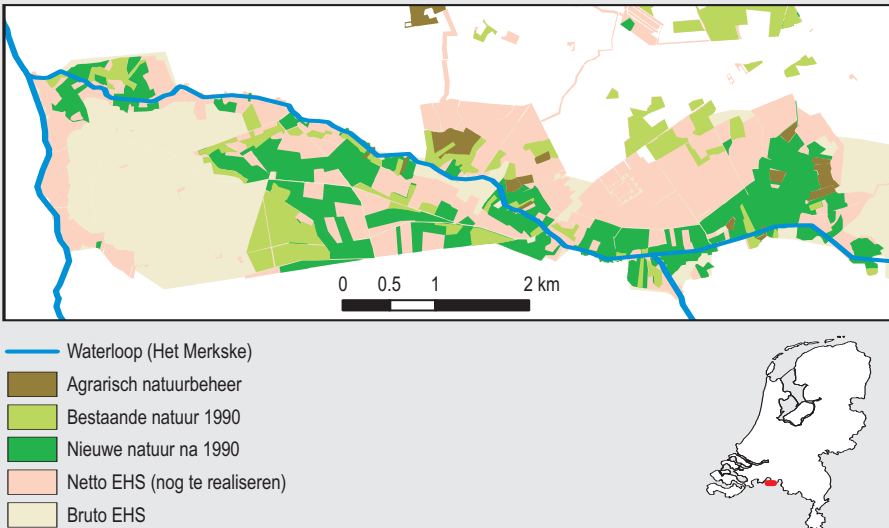 0 0.5 1 2 km
Waterloop (Het Merkske)
Agrarisch natuurbeheer
Bestaande natuur 1990
Nieuwe natuur na 1990
Netto EHS (nog te realiseren)
Bruto EHS